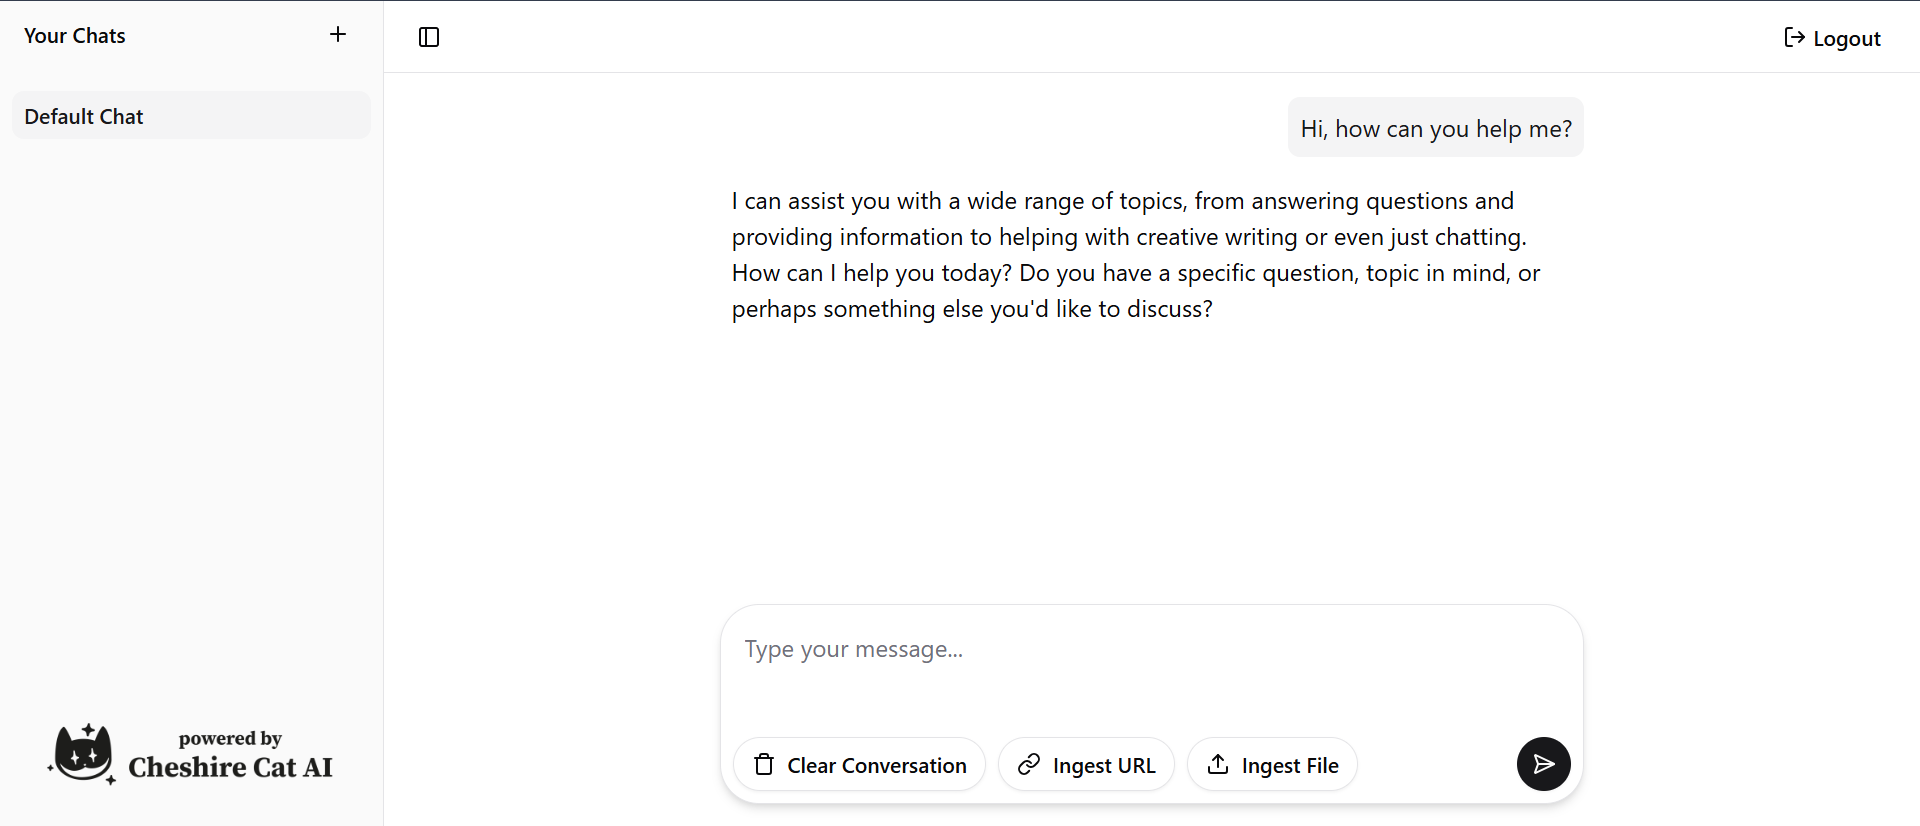 Your Chats
Logout
Default Chat
Hi, how can you help me?
I can assist you with a wide range of topics, from answering questions and
providing information to helping with creative writing or even just chatting.
How can I help you today? Do you have a specific question, topic in mind, or
perhaps something else you'd like to discuss?
Type your message...
Clear Conversation
Ingest URL
Ingest File
powered by
Cheshire Cat AI